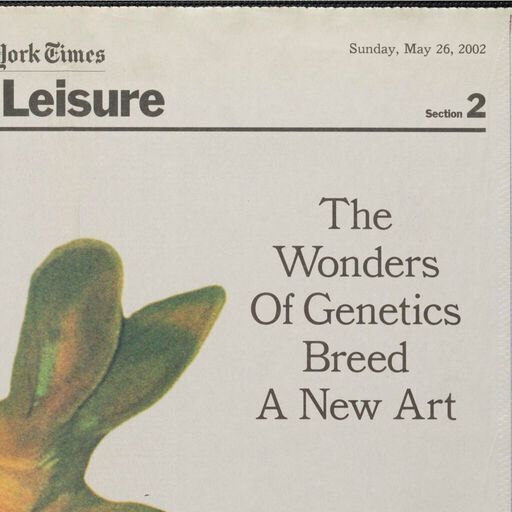 York Times
Sunday, May 26, 2002
Leisure
Section 2
The
Wonders
Of Genetics
Breed
A New Art